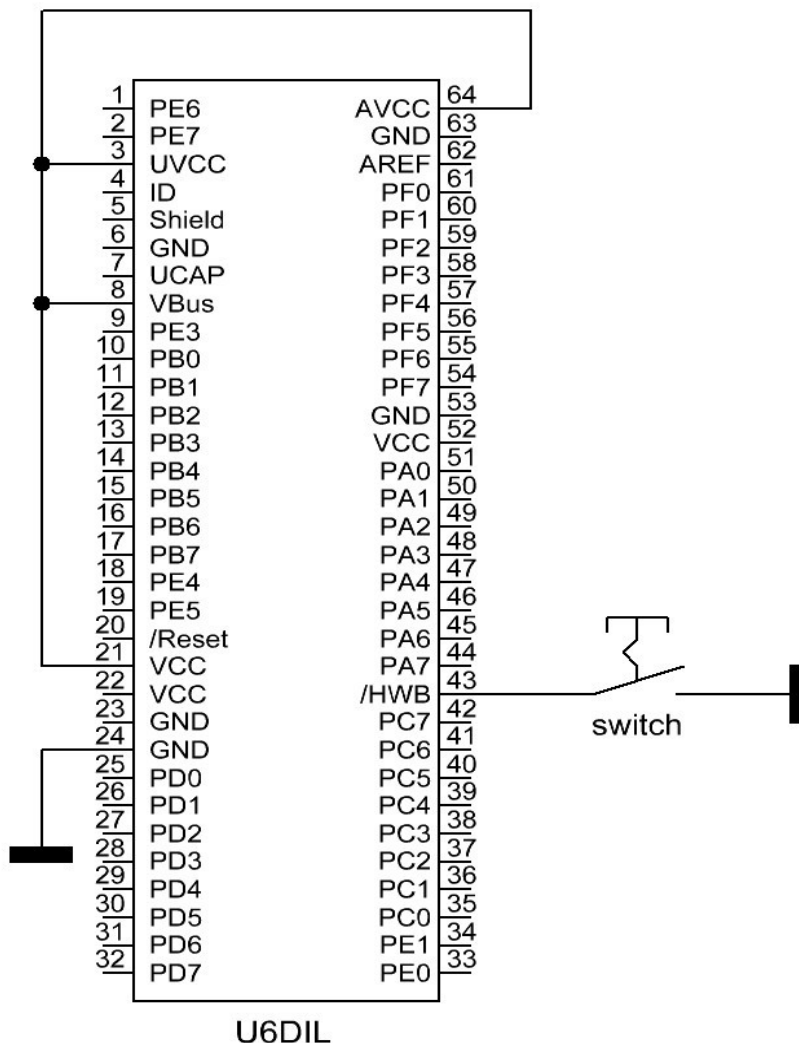 1 PE6 AVCC 64
2 PE7 GND 63
3 UVCC AREF 62
4 ID PF0 61
5 Shield PF1 60
6 GND PF2 59
7 UCAP PF3 58
8 VBus PF4 57
9 PE3 PF5 56
10 PB0 PF6 55
11 PB1 PF7 54
12 PB2 GND 53
13 PB3 VCC 52
14 PB4 PA0 51
15 PB5 PA1 50
16 PB6 PA2 49
17 PB7 PA3 48
18 PE4 PA4 47
19 PE5 PA5 46
20 /Reset PA6 45
21 VCC PA7 44
22 VCC /HWB 43
switch
23 GND PC7 42
24 GND PC6 41
25 PD0 PC5 40
26 PD1 PC4 39
27 PD2 PC3 38
28 PD3 PC2 37
29 PD4 PC1 36
30 PD5 PC0 35
31 PD6 PE1 34
32 PD7 PE0 33
U6DIL